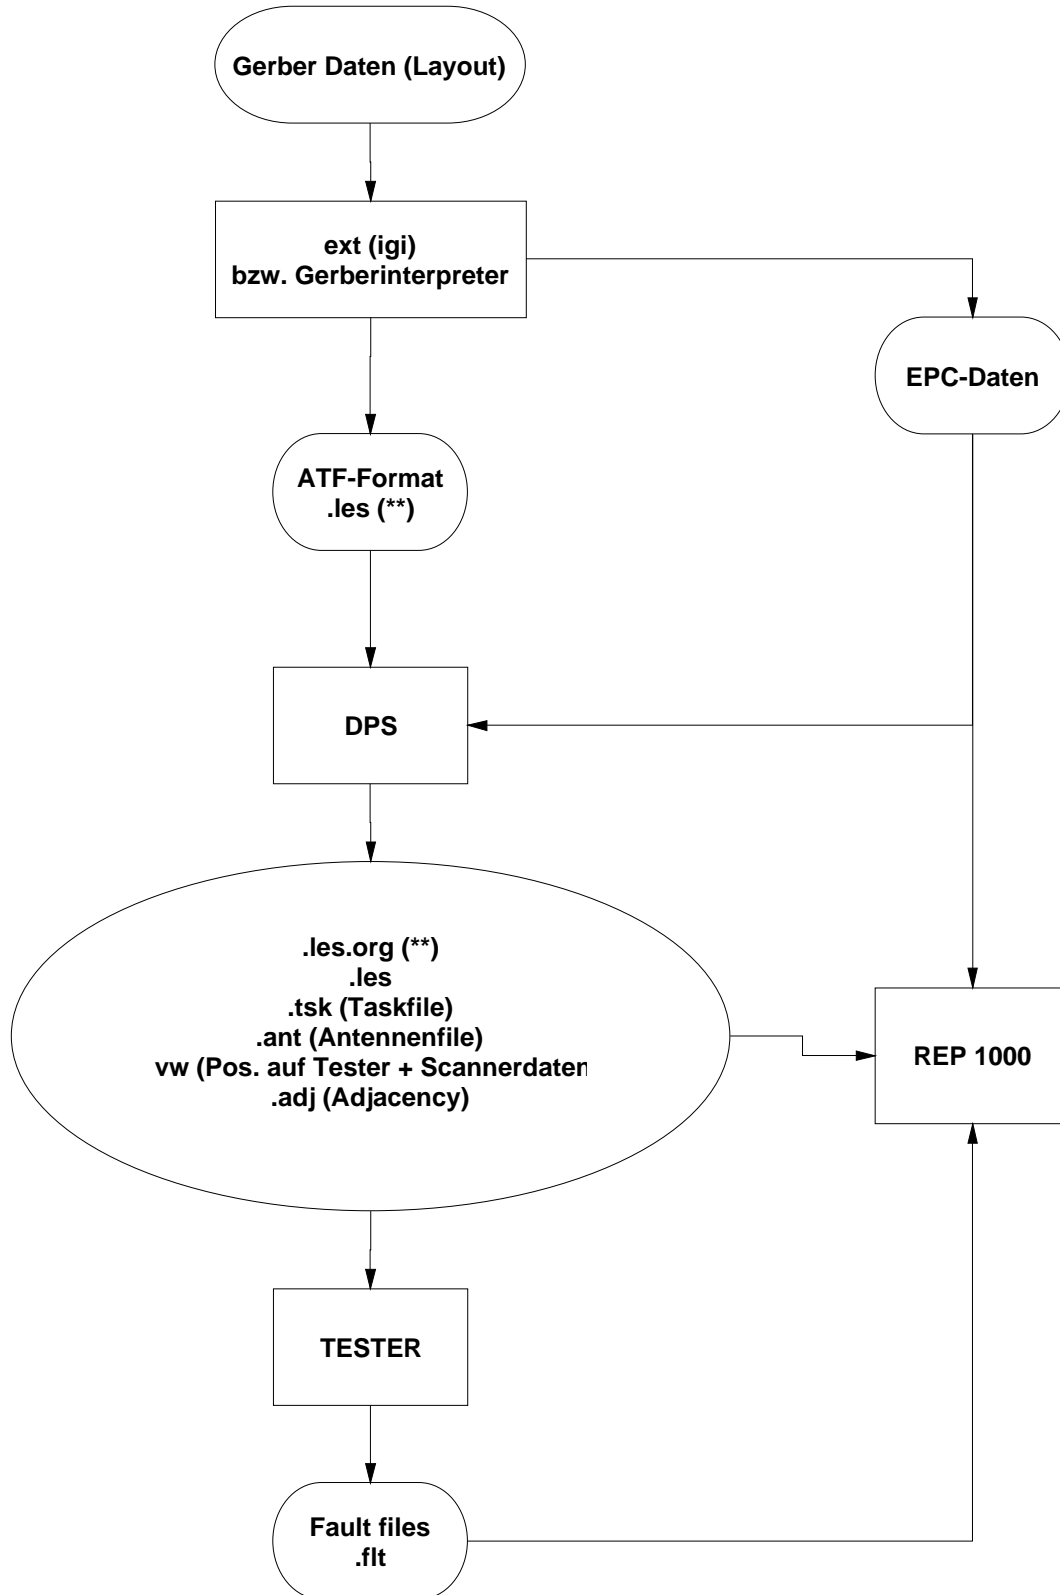 Gerber Daten (Layout)
ext (igi)
bzw. Gerberinterpreter
EPC-Daten
ATF-Format
.les (**)
DPS
.les.org (**)
.les
.tsk (Taskfile)
.ant (Antennenfile)
vw (Pos. auf Tester + Scannerdaten
.adj (Adjacency)
REP 1000
TESTER
Fault files
.flt